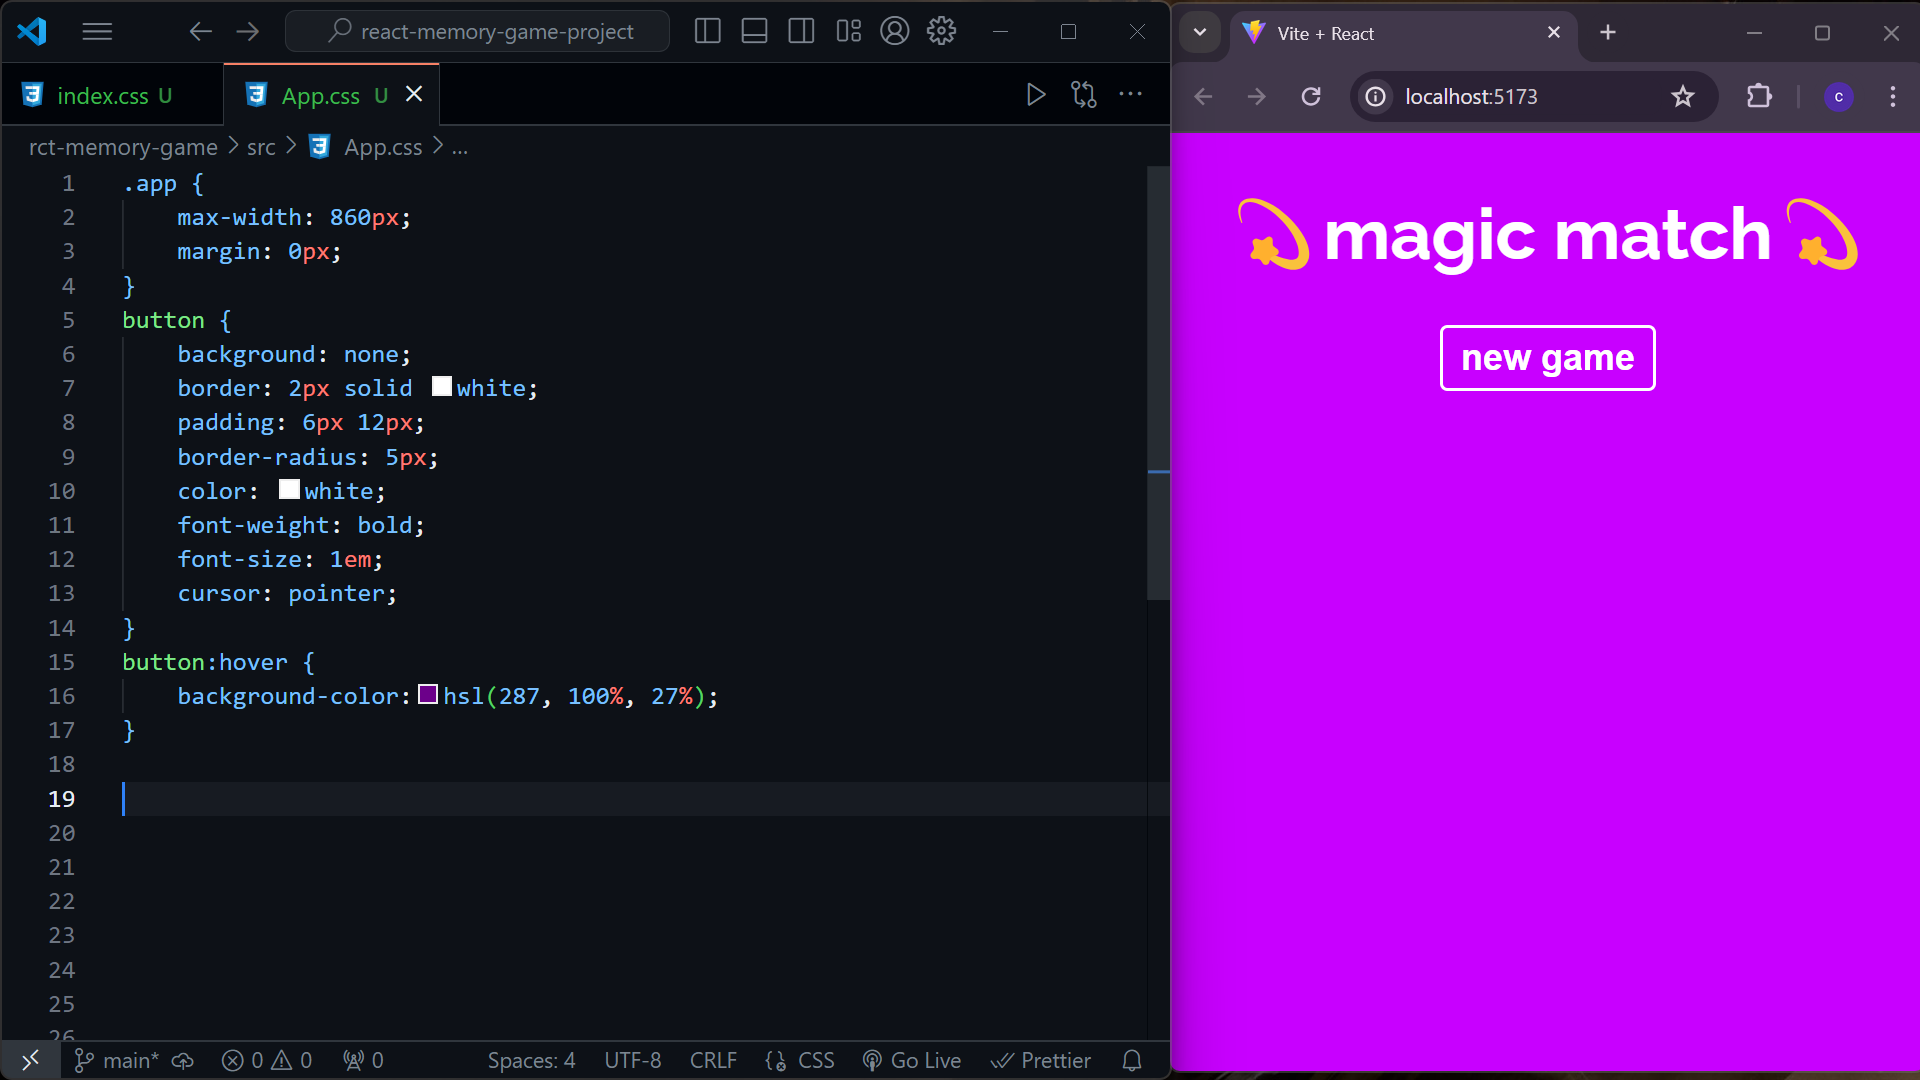 react-memory-game-project
index.css U
App.css U
rct-memory-game > src > App.css > ...
1 .app {
2 max-width: 860px;
3 margin: 0px;
4 }
5 button {
6 background: none;
7 border: 2px solid white;
8 padding: 6px 12px;
9 border-radius: 5px;
10 color: white;
11 font-weight: bold;
12 font-size: 1em;
13 cursor: pointer;
14 }
15 button:hover {
16 background-color: hsl(287, 100%, 27%);
17 }
18
19
20
21
22
23
24
25
26
main* 0 0 0 Spaces: 4 UTF-8 CRLF CSS Go Live Prettier
Vite + React
localhost:5173
c
magic match
new game